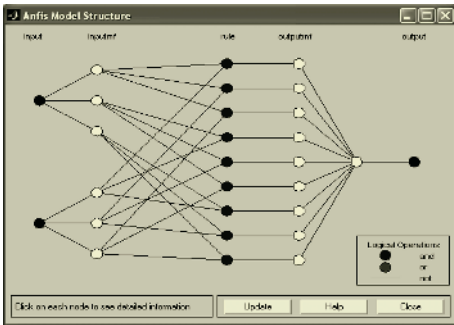 Anfis Model Structure
input inputmf rule outputmf output
Logical Operations
and
or
not
Click on each node to see detailed information
Update Help Close